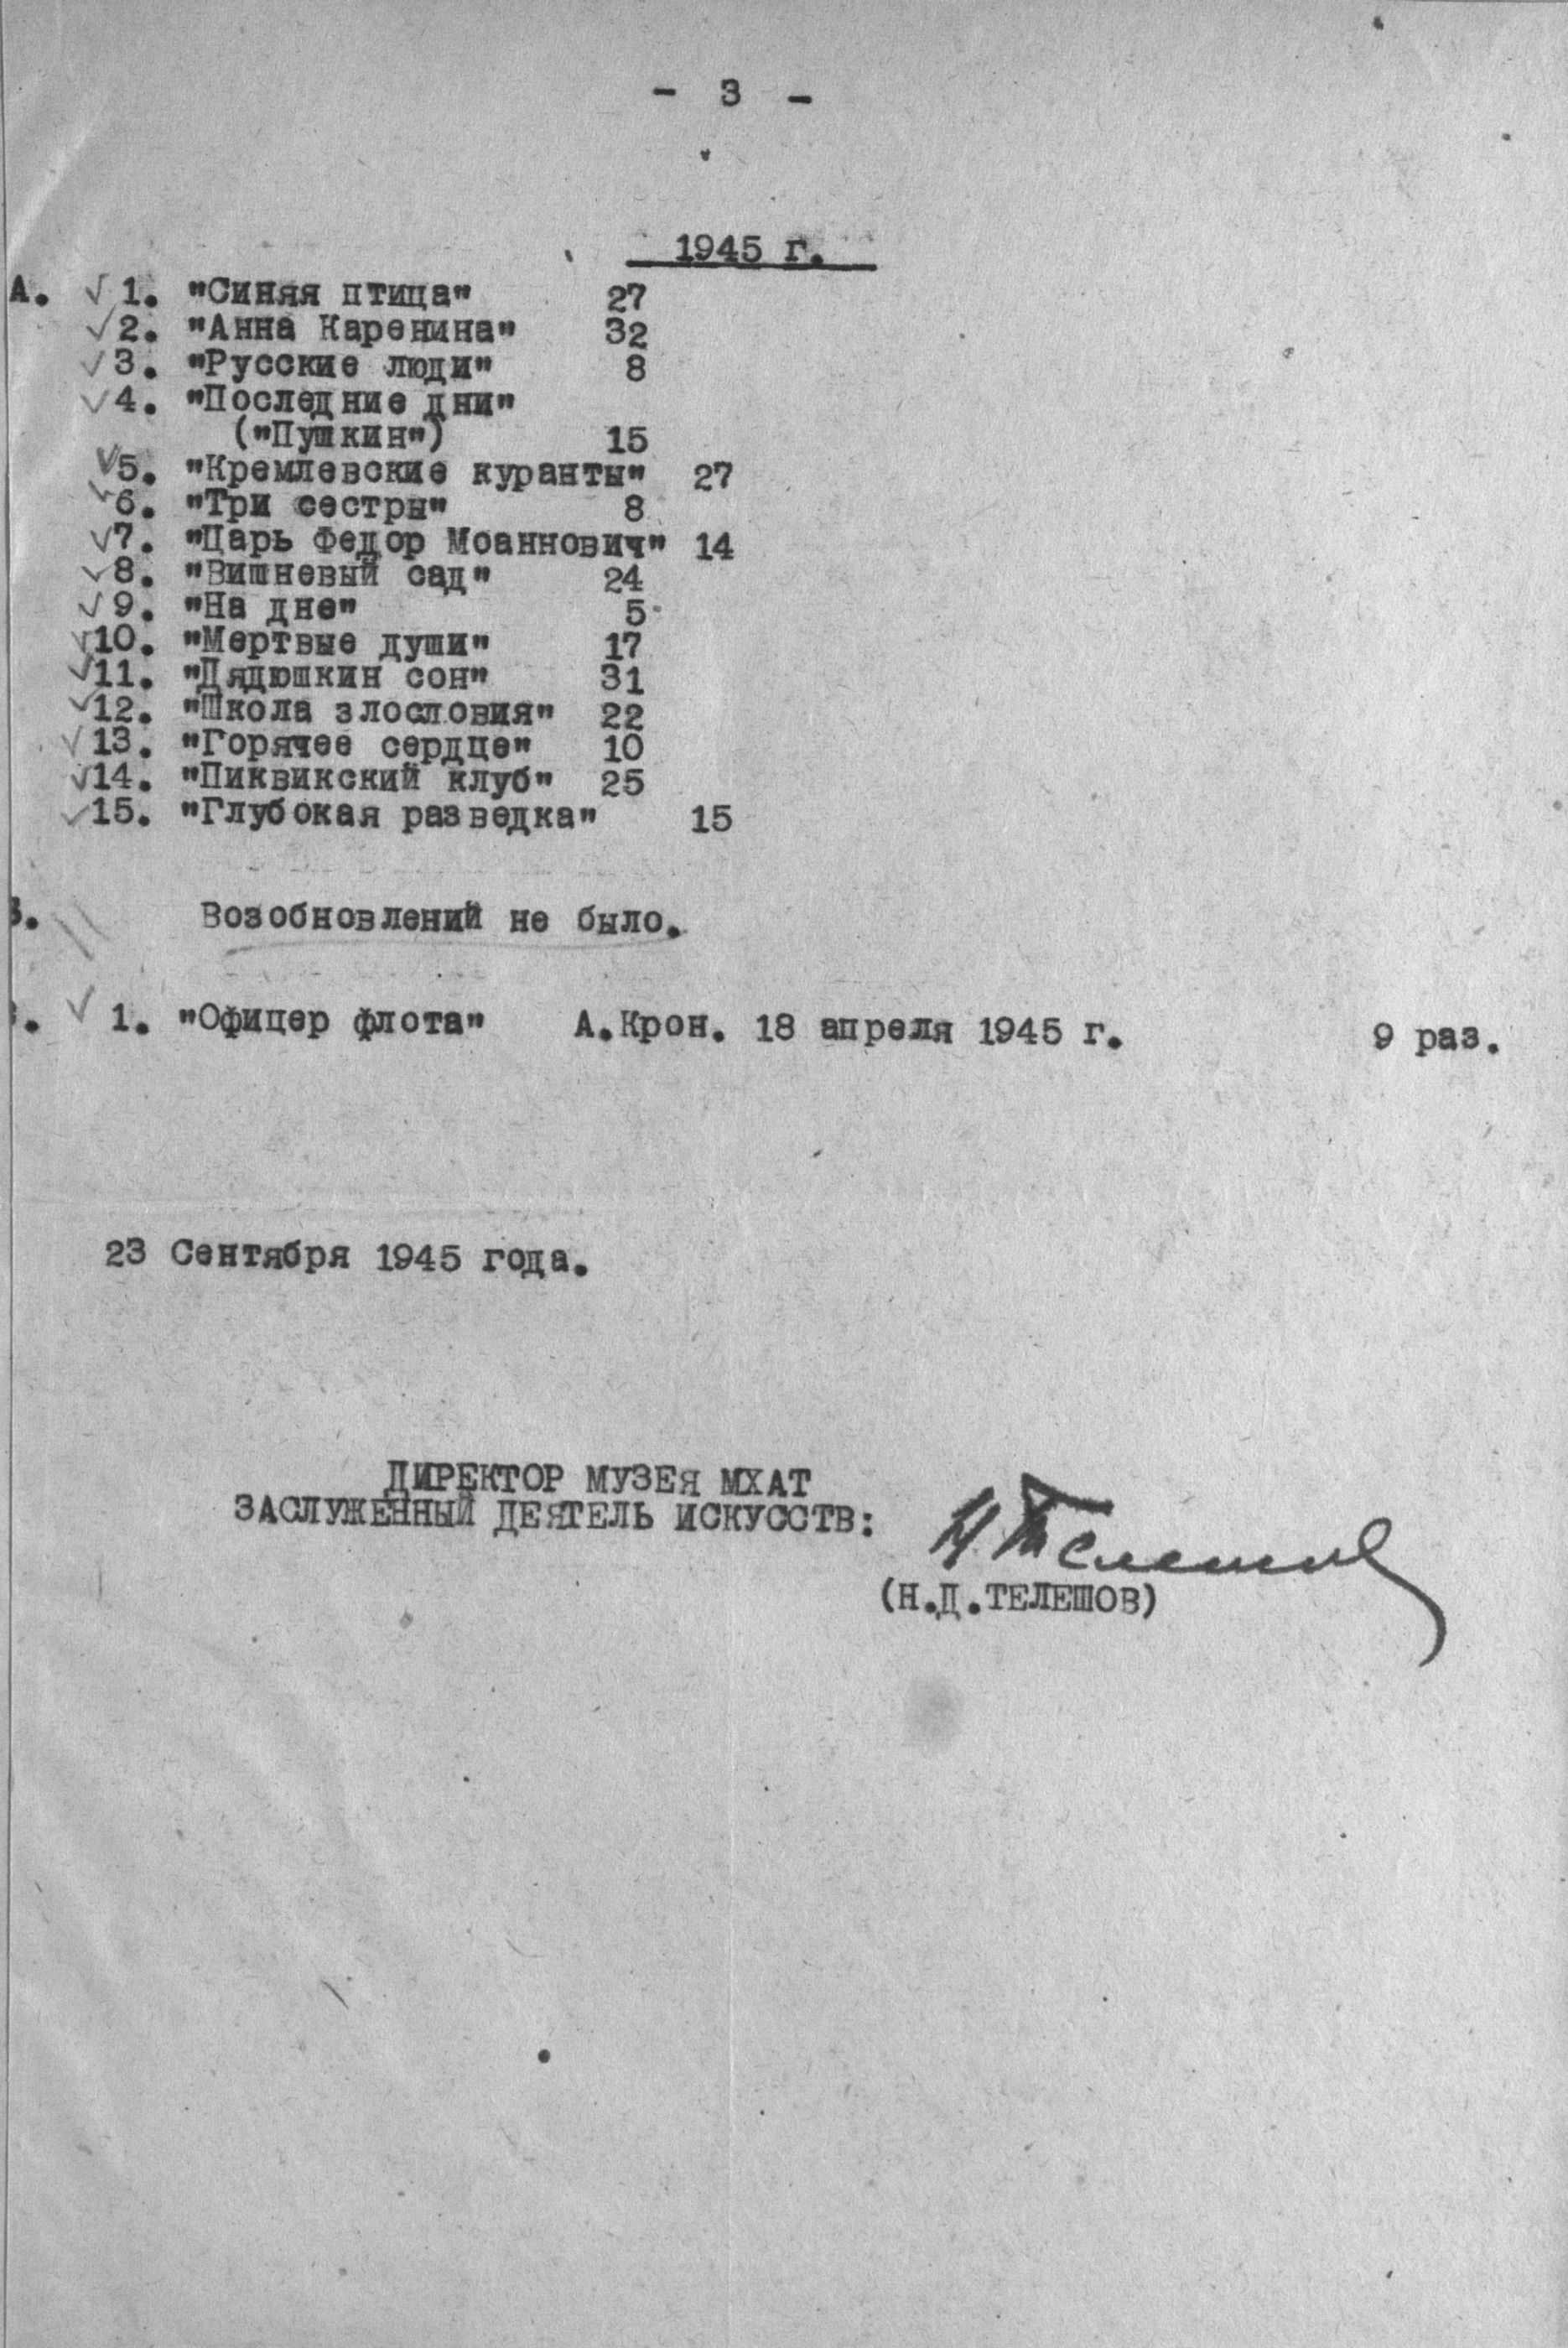 - 3 -
1945 г.
А. √ 1. "Синяя птица" 27
√ 2. "Анна Каренина" 32
√ 3. "Русские люди" 8
√ 4. "Последние дни"
("Пушкин") 15
√ 5. "Кремлевские куранты" 27
√ 6. "Три сестры" 8
√ 7. "Царь Федор Моаннович" 14
√ 8. "Вишневый сад" 24
√ 9. "На дне" 5
√ 10. "Мертвые души" 17
√ 11. "Дядюшкин сон" 31
√ 12. "Школа злословия" 22
√ 13. "Горячее сердце" 10
√ 14. "Пиквикский клуб" 25
√ 15. "Глубокая разведка" 15
Возобновлений не было.
√ 1. "Офицер флота" А.Крон. 18 апреля 1945 г. 9 раз.
23 Сентября 1945 года.
ДИРЕКТОР МУЗЕЯ МХАТ
ЗАСЛУЖЕННЫЙ ДЕЯТЕЛЬ ИСКУССТВ:
Н. Телешов
(Н.Д.ТЕЛЕШОВ)